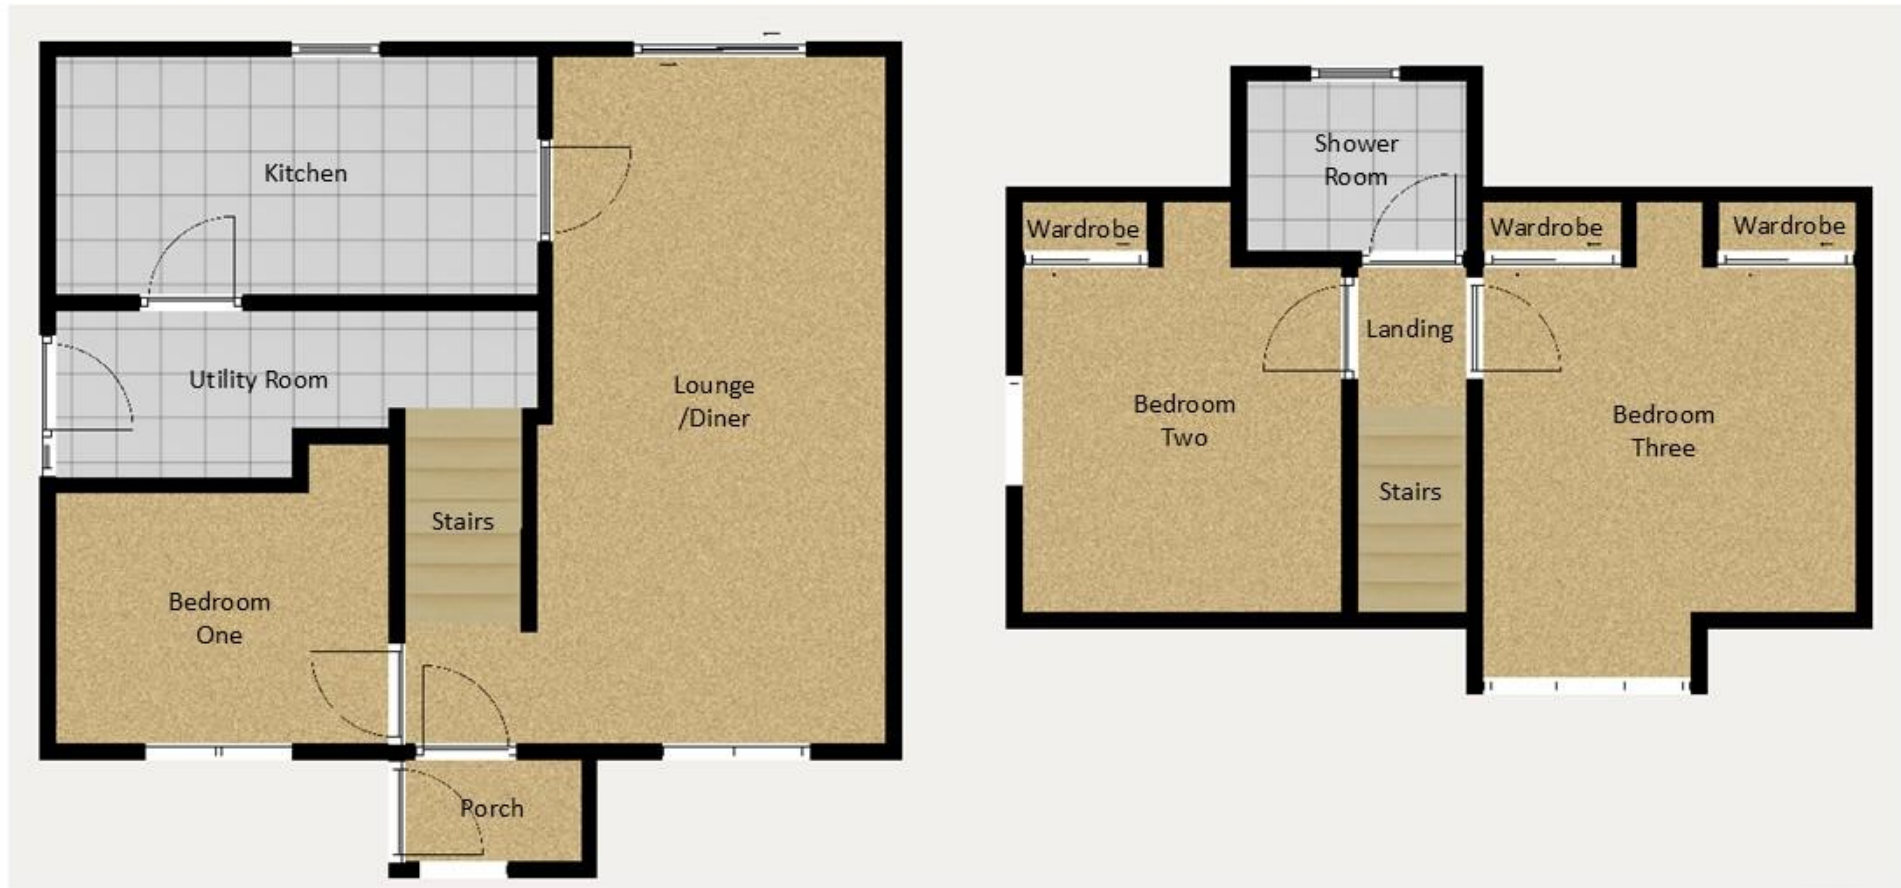 Kitchen
Utility Room
Lounge
/Diner
Stairs
Bedroom
One
Porch
Shower
Room
Wardrobe
Wardrobe
Wardrobe
Landing
Bedroom
Two
Bedroom
Three
Stairs